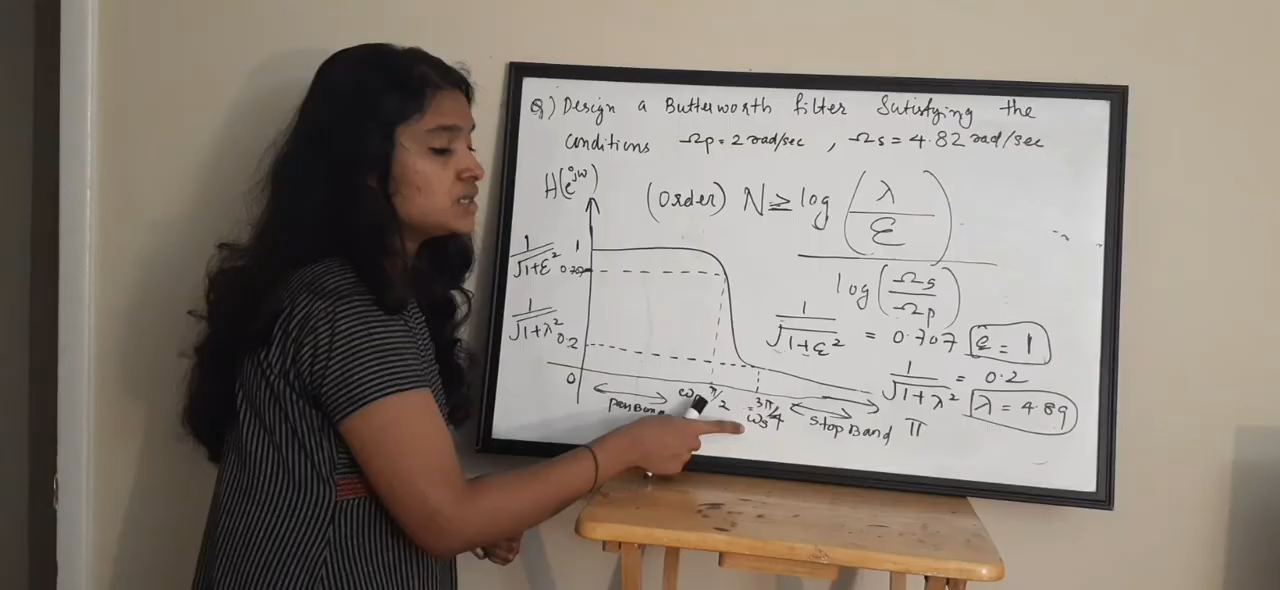 Q) Design a Butterworth filter Satisfying the
conditions Ωp = 2 rad/sec , Ωs = 4.82 rad/sec
H(e^jω)
(order) N ≥ log (λ/ε)
log (Ωs/Ωp)
1
1/√1+ε² 0.707
1/√1+λ² 0.2
0
1/√1+ε² = 0.707 ε = 1
1/√1+λ² = 0.2
λ = 4.89
π/2
= 3π/4
ωs
Pass Band
Stop Band
π